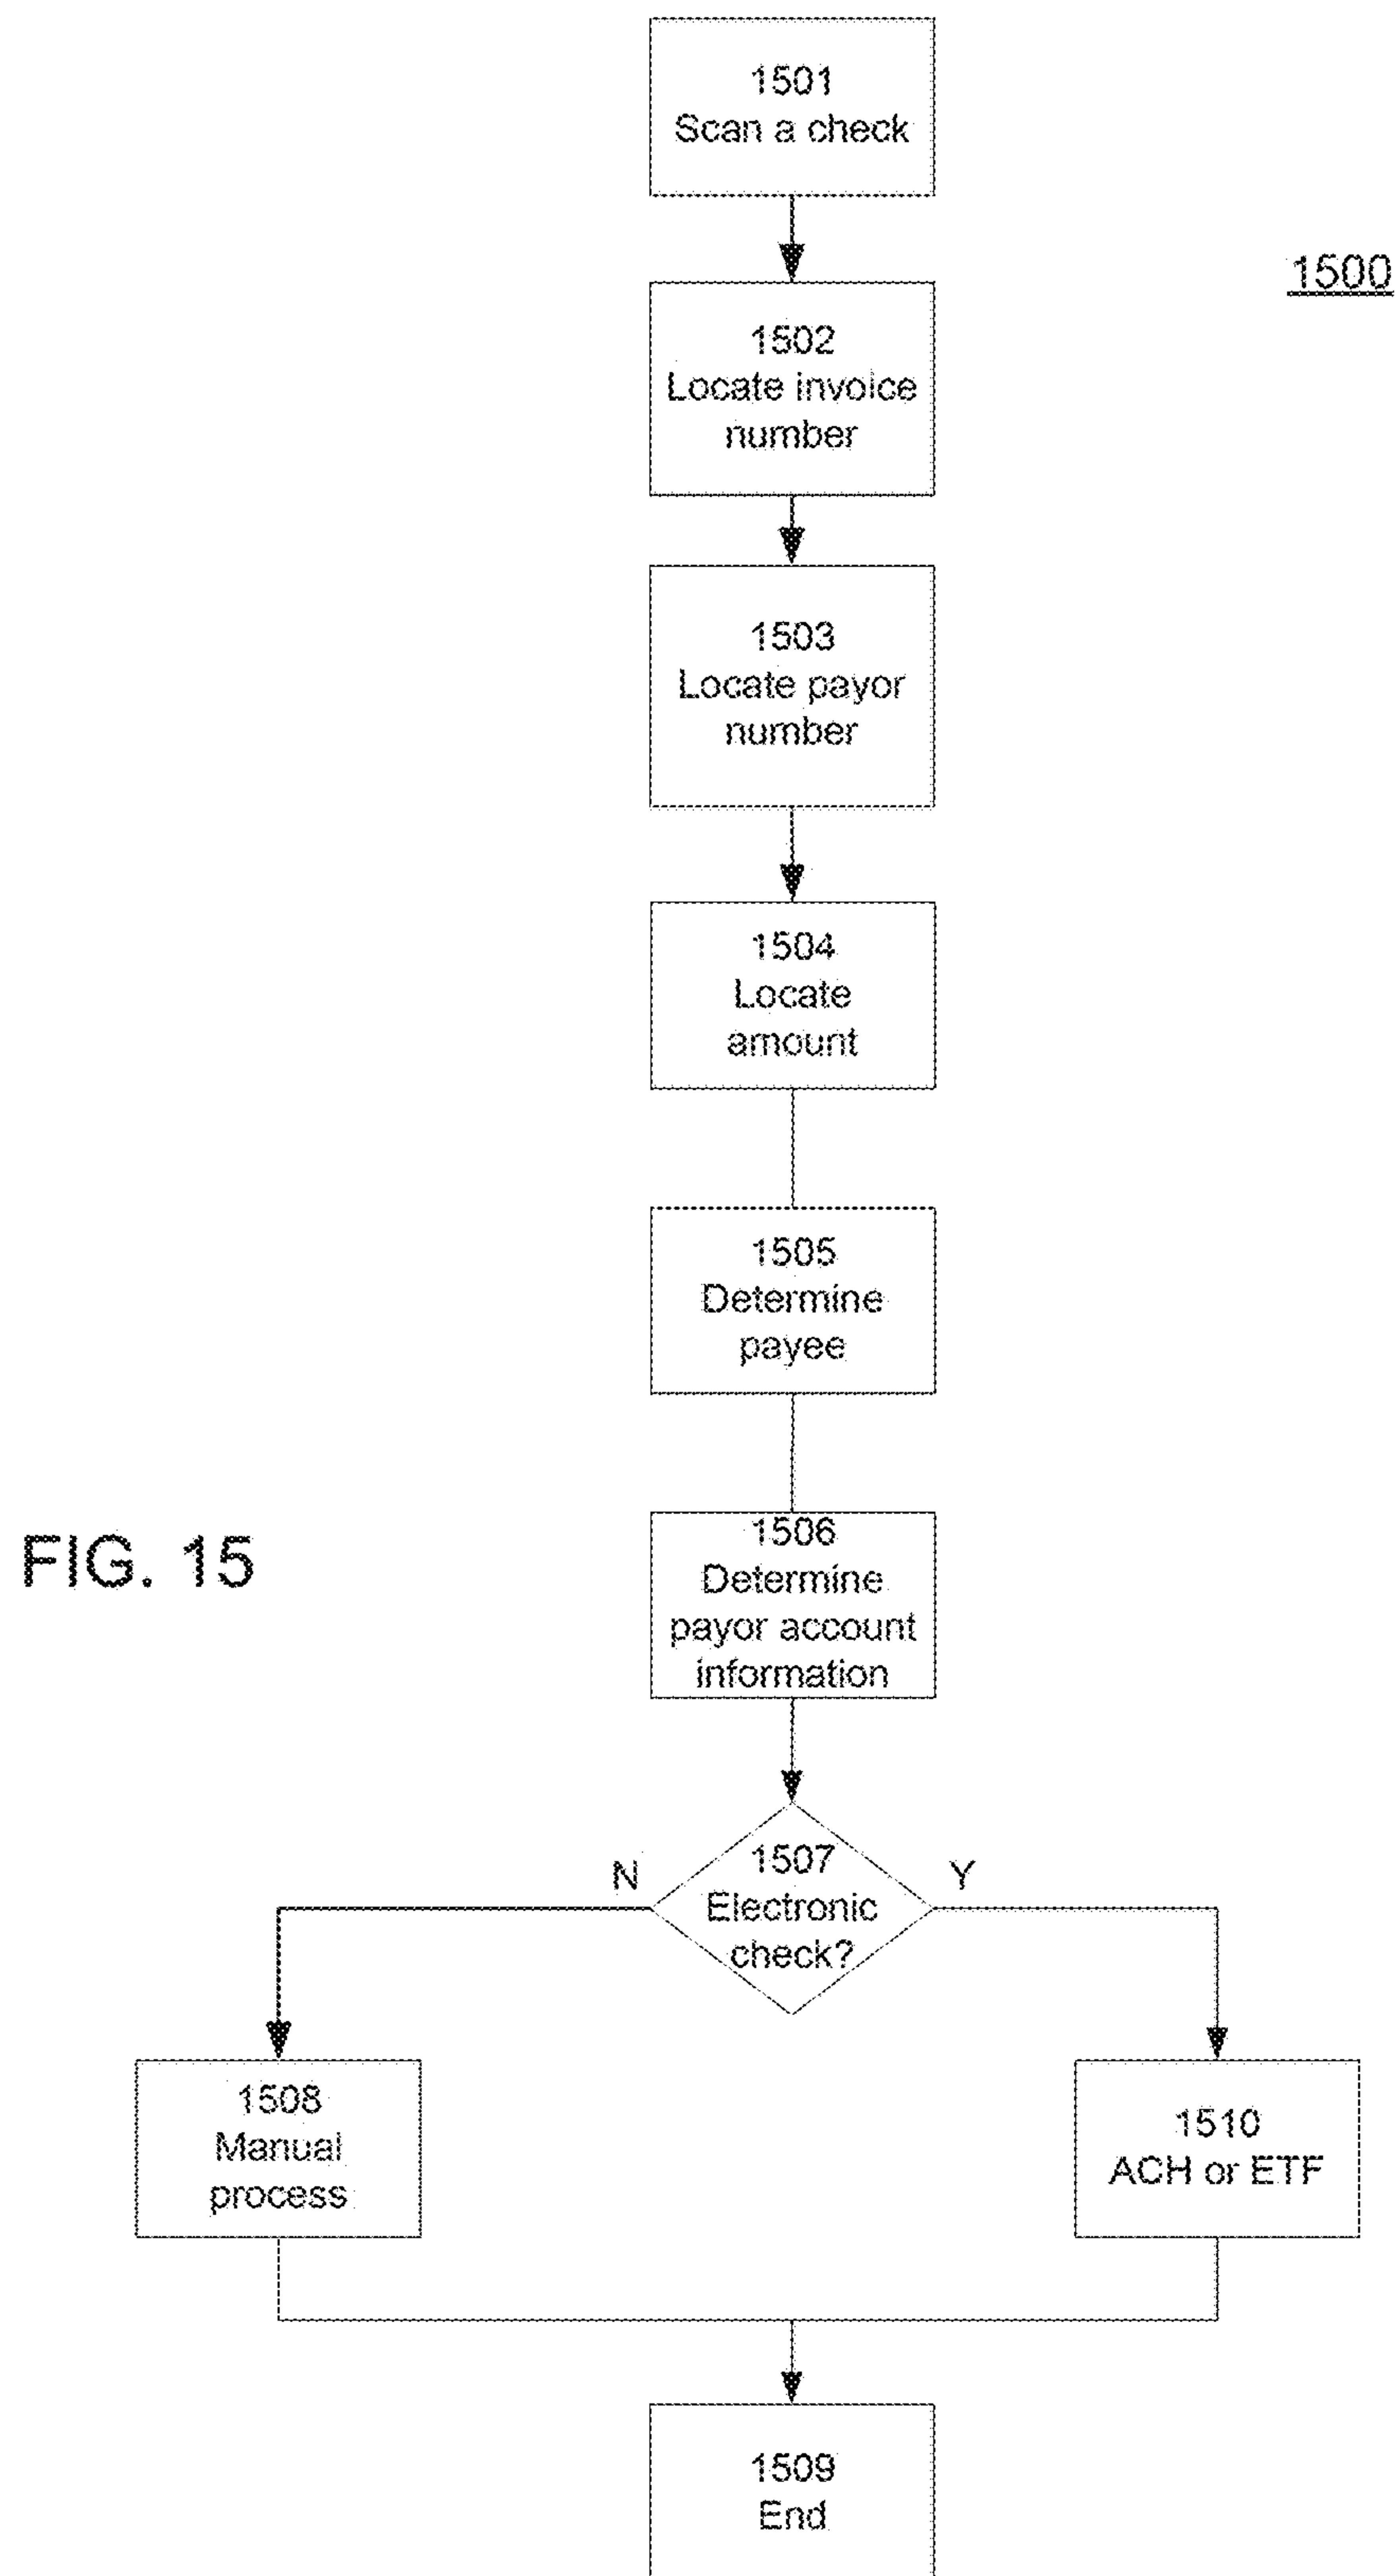 1501
Scan a check
1500
1502
Locate invoice
number
1503
Locate payor
number
1504
Locate
amount
1505
Determine
payee
FIG. 15
1506
Determine
payor account
information
N
1507
Electronic
check?
Y
1508
Manual
process
1510
ACH or ETF
1509
End